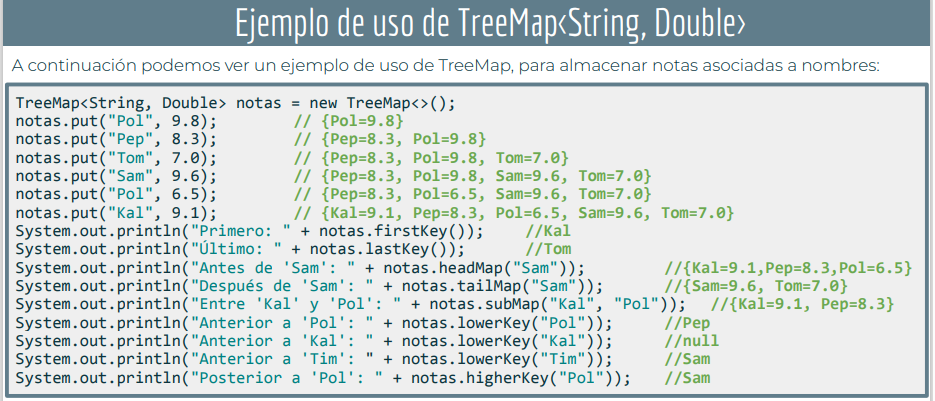 Ejemplo de uso de TreeMap<String, Double>
A continuación podemos ver un ejemplo de uso de TreeMap, para almacenar notas asociadas a nombres:
TreeMap<String, Double> notas = new TreeMap<>();
notas.put("Pol", 9.8); // {Pol=9.8}
notas.put("Pep", 8.3); // {Pep=8.3, Pol=9.8}
notas.put("Tom", 7.0); // {Pep=8.3, Pol=9.8, Tom=7.0}
notas.put("Sam", 9.6); // {Pep=8.3, Pol=9.8, Sam=9.6, Tom=7.0}
notas.put("Pol", 6.5); // {Pep=8.3, Pol=6.5, Sam=9.6, Tom=7.0}
notas.put("Kal", 9.1); // {Kal=9.1, Pep=8.3, Pol=6.5, Sam=9.6, Tom=7.0}
System.out.println("Primero: " + notas.firstKey()); //Kal
System.out.println("Último: " + notas.lastKey()); //Tom
System.out.println("Antes de 'Sam': " + notas.headMap("Sam")); //{Kal=9.1,Pep=8.3,Pol=6.5}
System.out.println("Después de 'Sam': " + notas.tailMap("Sam")); //{Sam=9.6, Tom=7.0}
System.out.println("Entre 'Kal' y 'Pol': " + notas.subMap("Kal", "Pol")); //{Kal=9.1, Pep=8.3}
System.out.println("Anterior a 'Pol': " + notas.lowerKey("Pol")); //Pep
System.out.println("Anterior a 'Kal': " + notas.lowerKey("Kal")); //null
System.out.println("Anterior a 'Tim': " + notas.lowerKey("Tim")); //Sam
System.out.println("Posterior a 'Pol': " + notas.higherKey("Pol")); //Sam